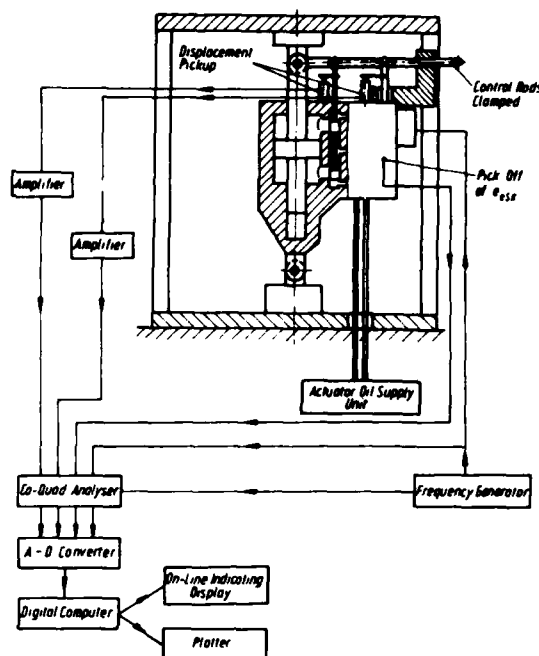 Displacement
Pickup
Control Rods
Clamped
Amplifier
Pick Off
of e
Amplifier
Actuator Oil Supply
Unit
Co-Quad Analyser
Frequency Generator
A-D Converter
On-Line Indicating
Display
Digital Computer
Plotter